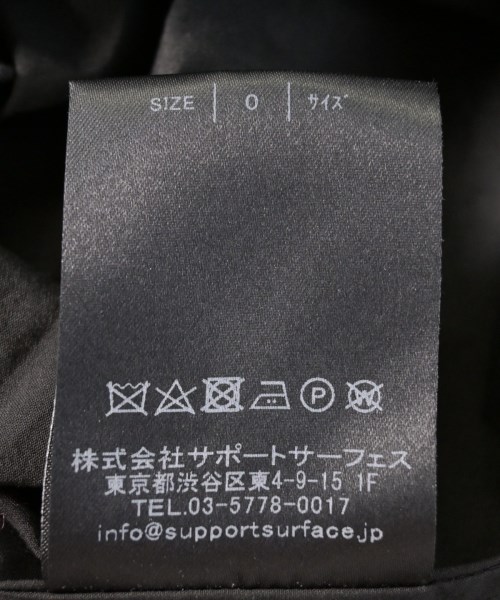 SIZE | 0 | サイズ
P W
株式会社サポートサーフェス
東京都渋谷区東4-9-15 1F
TEL.03-5778-0017
info@supportsurface.jp